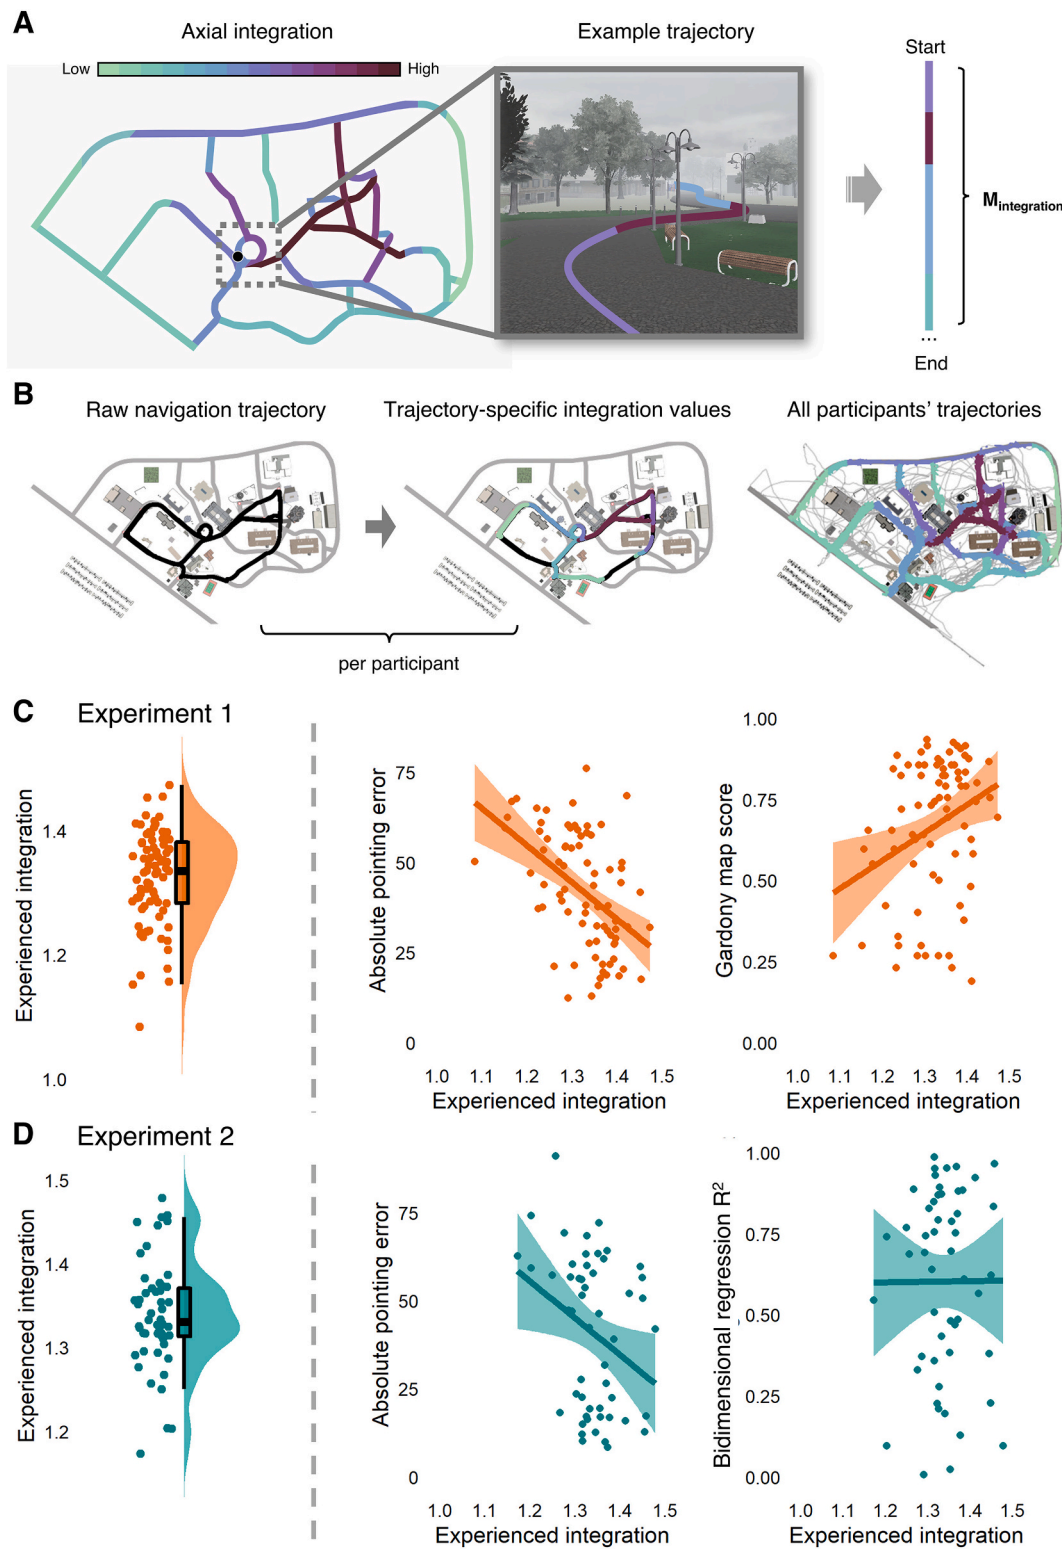 A
Axial integration
Example trajectory
Low
High
Start
M integration
...
End
B
Raw navigation trajectory
Trajectory-specific integration values
All participants' trajectories
per participant
C
Experiment 1
Experienced integration
1.4
1.2
1.0
Absolute pointing error
75
50
25
0
1.0 1.1 1.2 1.3 1.4 1.5
Experienced integration
Gardony map score
1.00
0.75
0.50
0.25
0.00
1.0 1.1 1.2 1.3 1.4 1.5
Experienced integration
D
Experiment 2
Experienced integration
1.5
1.4
1.3
1.2
Absolute pointing error
75
50
25
0
1.0 1.1 1.2 1.3 1.4 1.5
Experienced integration
Bidimensional regression R²
1.00
0.75
0.50
0.25
0.00
1.0 1.1 1.2 1.3 1.4 1.5
Experienced integration